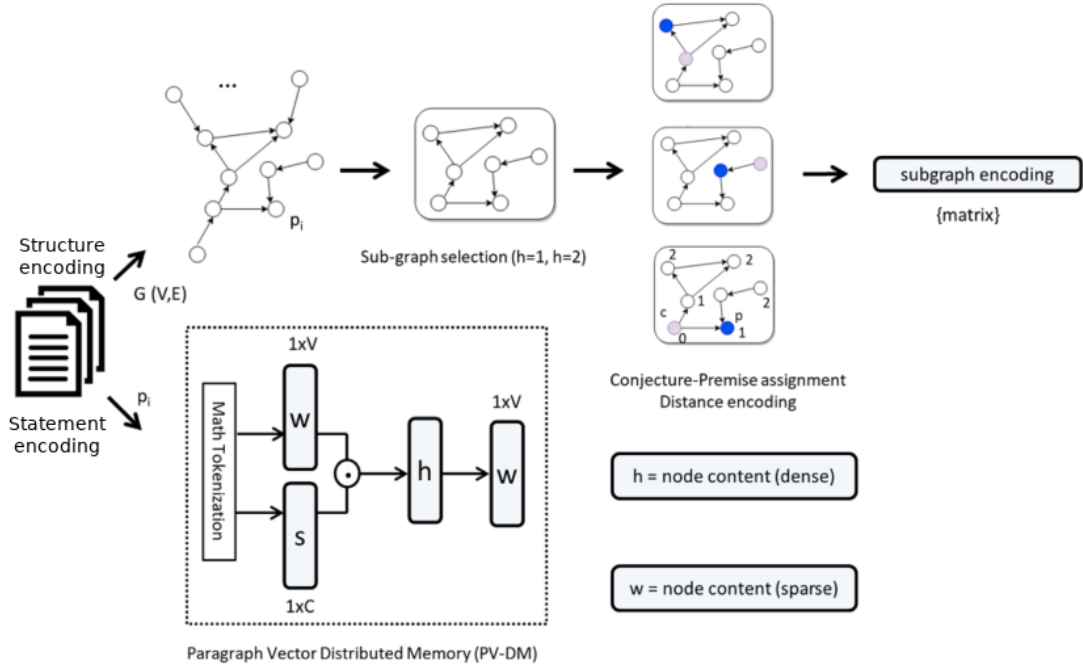 ...
p_i
Sub-graph selection (h=1, h=2)
2
2
1
2
c
p
0
1
Conjecture-Premise assignment
Distance encoding
subgraph encoding
{matrix}
Structure
encoding
G (V,E)
p_i
Statement
encoding
Math Tokenization
1xV
w
s
1xC
h
1xV
w
Paragraph Vector Distributed Memory (PV-DM)
h = node content (dense)
w = node content (sparse)